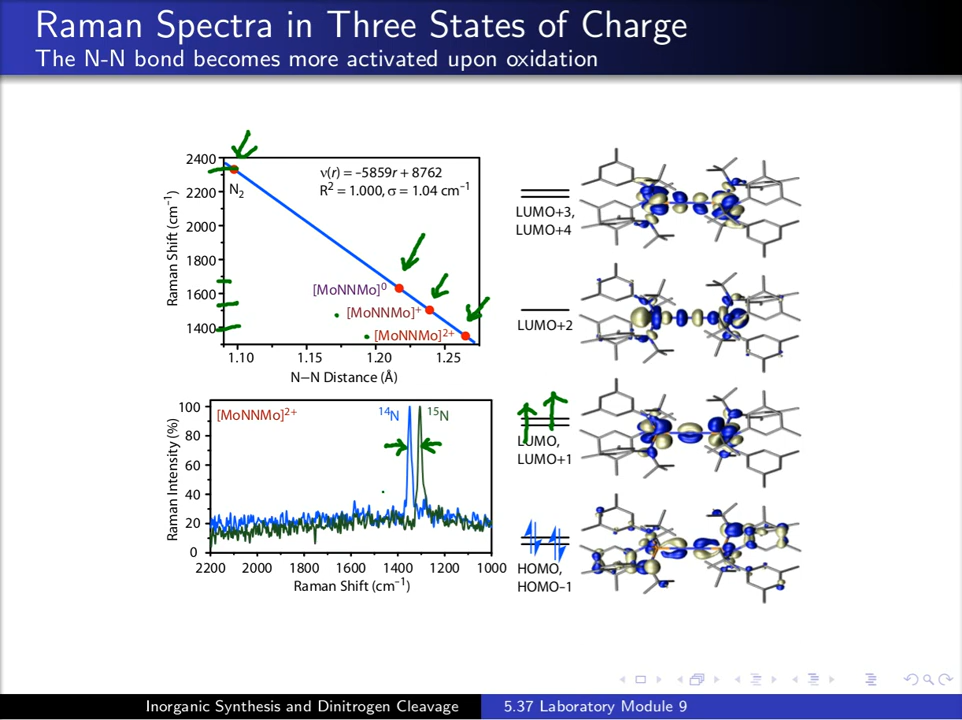 Raman Spectra in Three States of Charge
The N-N bond becomes more activated upon oxidation
2400
2200
2000
1800
1600
1400
Raman Shift (cm⁻¹)
ν(r) = –5859r + 8762
R² = 1.000, σ = 1.04 cm⁻¹
N₂
[MoNNMo]⁰
[MoNNMo]⁺
[MoNNMo]²⁺
1.10 1.15 1.20 1.25
N−N Distance (Å)
100
80
60
40
20
0
Raman Intensity (%)
[MoNNMo]²⁺
¹⁴N
¹⁵N
2200 2000 1800 1600 1400 1200 1000
Raman Shift (cm⁻¹)
LUMO+3,
LUMO+4
LUMO+2
LUMO,
LUMO+1
HOMO,
HOMO-1
Inorganic Synthesis and Dinitrogen Cleavage
5.37 Laboratory Module 9